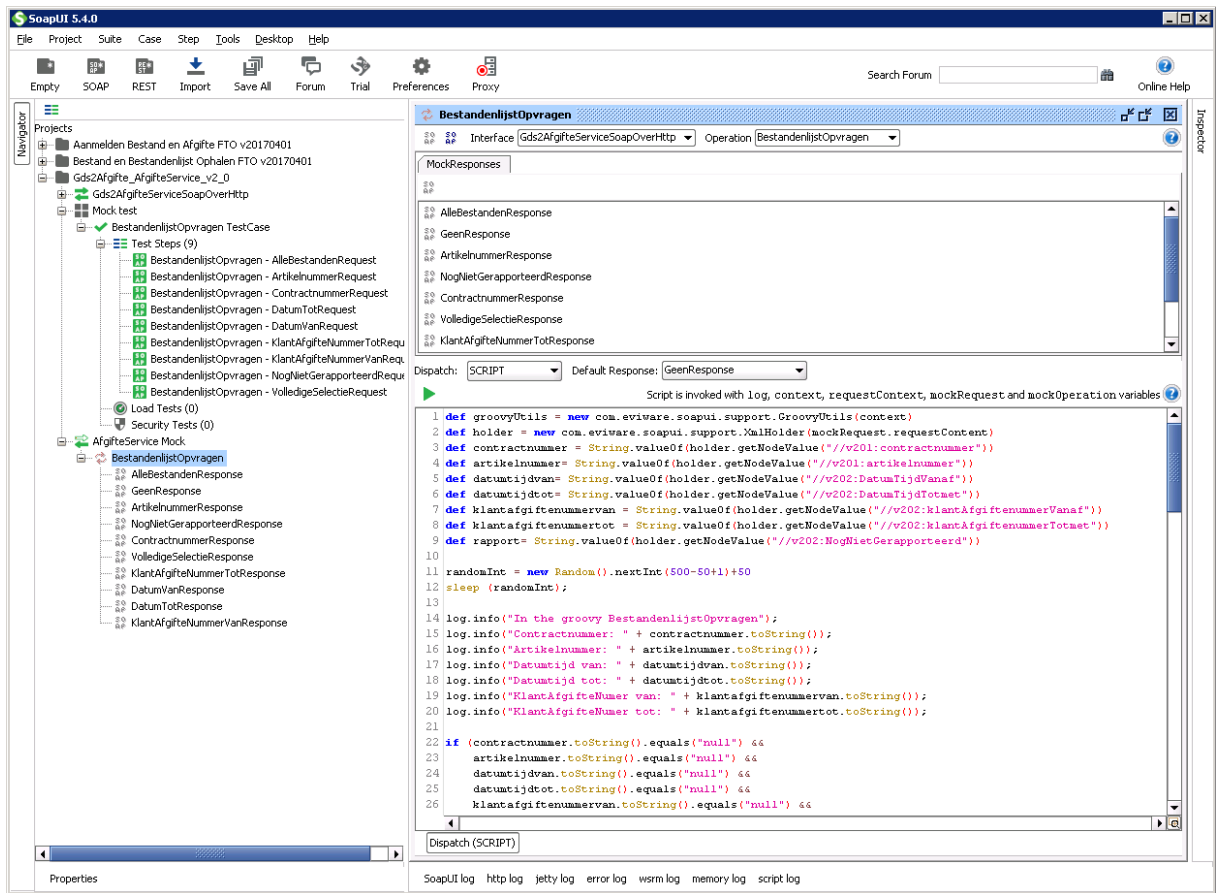 SoapUI 5.4.0
File Project Suite Case Step Tools Desktop Help
Empty SOAP REST Import Save All Forum Trial Preferences Proxy
Search Forum
Online Help
Navigator
Projects
Aanmelden Bestand en Afgifte FTO v20170401
Bestand en Bestandenlijst Ophalen FTO v20170401
Gds2Afgifte_AfgifteService_v2_0
Gds2AfgifteServiceSoapOverHttp
Mock test
BestandenlijstOpvragen TestCase
Test Steps (9)
BestandenlijstOpvragen - AlleBestandenRequest
BestandenlijstOpvragen - ArtikelnummerRequest
BestandenlijstOpvragen - ContractnummerRequest
BestandenlijstOpvragen - DatumTotRequest
BestandenlijstOpvragen - DatumVanRequest
BestandenlijstOpvragen - KlantAfgifteNummerTotRequ
BestandenlijstOpvragen - KlantAfgifteNummerVanRequ
BestandenlijstOpvragen - NogNietGerapporteerdReque
BestandenlijstOpvragen - VolledigeSelectieRequest
Load Tests (0)
Security Tests (0)
AfgifteService Mock
BestandenlijstOpvragen
AlleBestandenResponse
GeenResponse
ArtikelnummerResponse
NogNietGerapporteerdResponse
ContractnummerResponse
VolledigeSelectieResponse
KlantAfgifteNummerTotResponse
DatumVanResponse
DatumTotResponse
KlantAfgifteNummerVanResponse
Properties
BestandenlijstOpvragen
Interface Gds2AfgifteServiceSoapOverHttp Operation BestandenlijstOpvragen
MockResponses
AlleBestandenResponse
GeenResponse
ArtikelnummerResponse
NogNietGerapporteerdResponse
ContractnummerResponse
VolledigeSelectieResponse
KlantAfgifteNummerTotResponse
Dispatch: SCRIPT Default Response: GeenResponse
Script is invoked with log, context, requestContext, mockRequest and mockOperation variables
1 def groovyUtils = new com.eviware.soapui.support.GroovyUtils(context)
2 def holder = new com.eviware.soapui.support.XmlHolder(mockRequest.requestContent)
3 def contractnummer = String.valueOf(holder.getNodeValue("//v201:contractnummer"))
4 def artikelnummer= String.valueOf(holder.getNodeValue("//v201:artikelnummer"))
5 def datumtijdvan= String.valueOf(holder.getNodeValue("//v202:DatumTijdVanaf"))
6 def datumtijdtot= String.valueOf(holder.getNodeValue("//v202:DatumTijdTotmet"))
7 def klantafgiftenummervan = String.valueOf(holder.getNodeValue("//v202:klantAfgiftenummerVanaf"))
8 def klantafgiftenummertot = String.valueOf(holder.getNodeValue("//v202:klantAfgiftenummerTotmet"))
9 def rapport= String.valueOf(holder.getNodeValue("//v202:NogNietGerapporteerd"))
10
11 randomInt = new Random().nextInt(500-50+1)+50
12 sleep (randomInt);
13
14 log.info("In the groovy BestandenlijstOpvragen");
15 log.info("Contractnumer: " + contractnummer.toString());
16 log.info("Artikelnumer: " + artikelnummer.toString());
17 log.info("Datumtijd van: " + datumtijdvan.toString());
18 log.info("Datumtijd tot: " + datumtijdtot.toString());
19 log.info("KlantAfgifteNumer van: " + klantafgiftenummervan.toString());
20 log.info("KlantAfgifteNumer tot: " + klantafgiftenummertot.toString());
21
22 if (contractnummer.toString().equals("null") &&
23 artikelnummer.toString().equals("null") &&
24 datumtijdvan.toString().equals("null") &&
25 datumtijdtot.toString().equals("null") &&
26 klantafgiftenummervan.toString().equals("null") &&
Dispatch (SCRIPT)
SoapUI log http log jetty log error log wsrm log memory log script log
Inspector